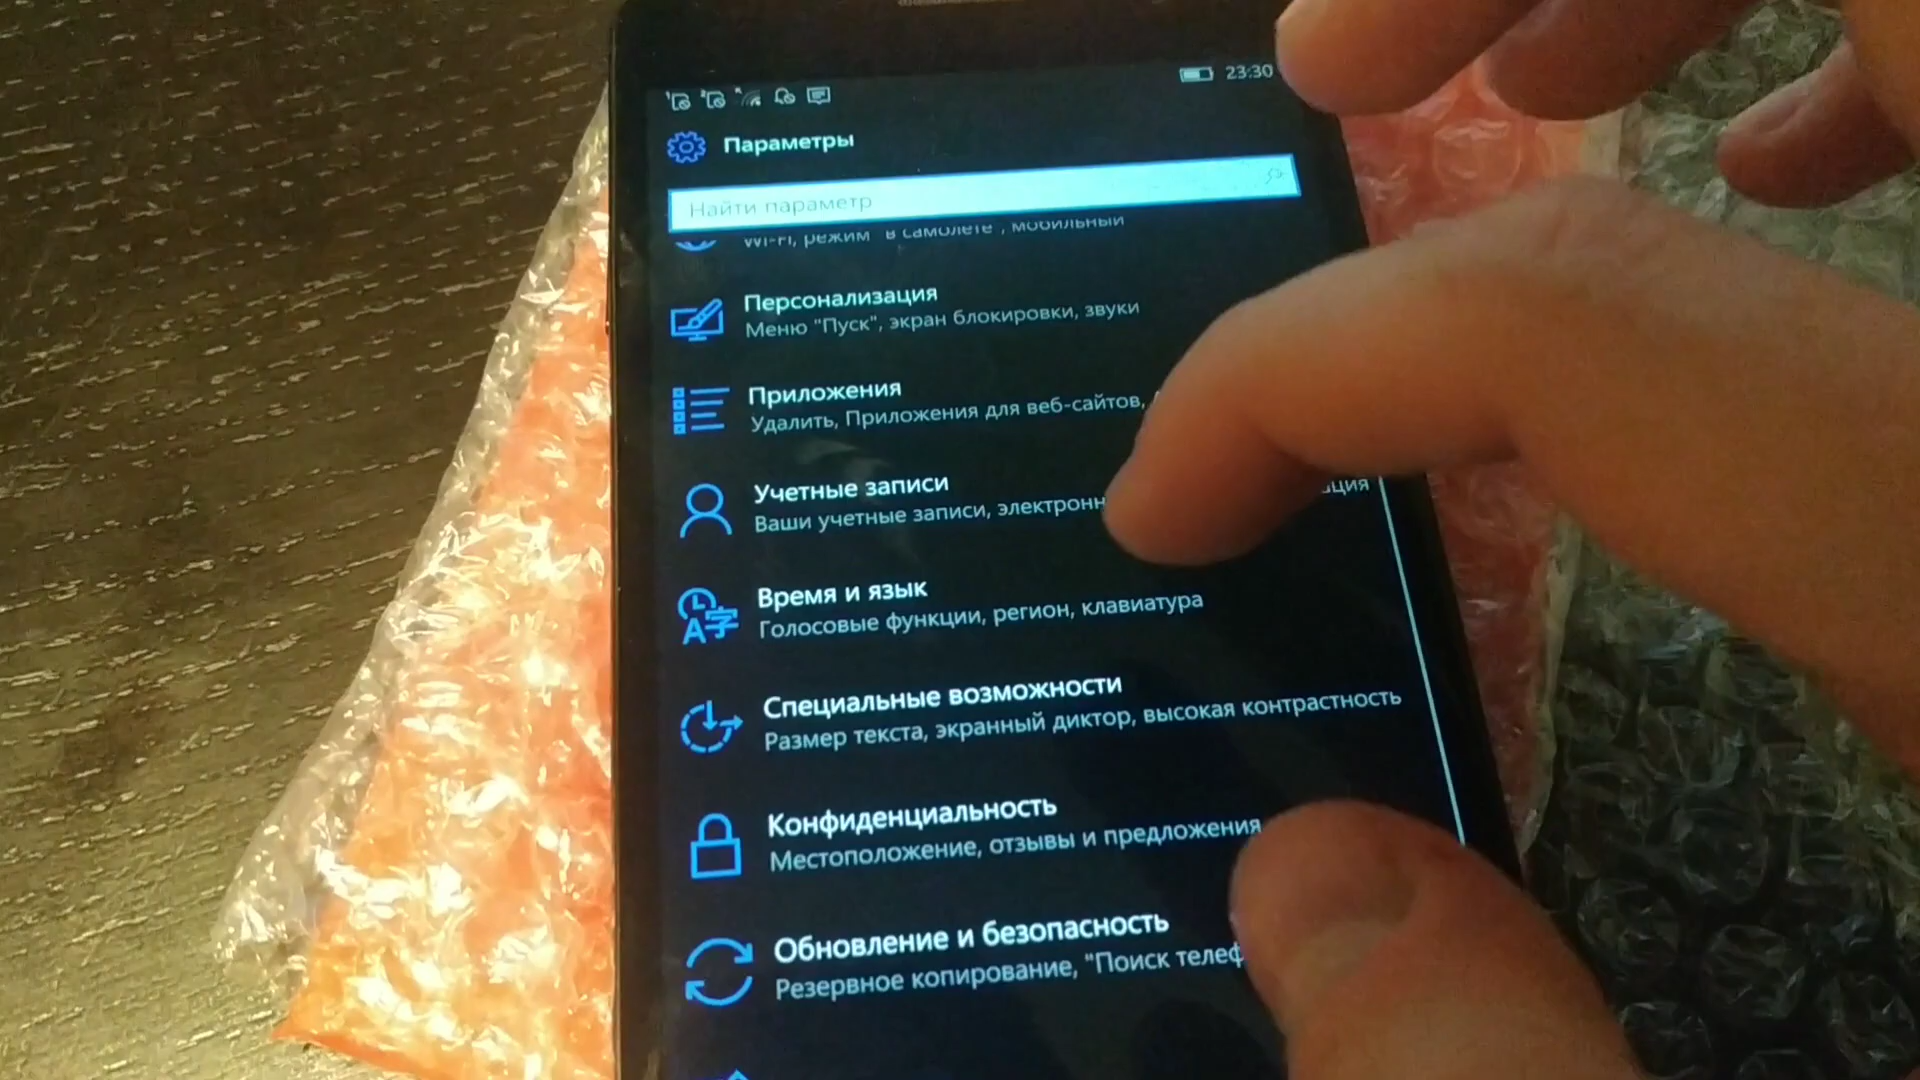 23:30
Параметры
Найти параметр
Wi-Fi, режим "в самолете", мобильный
Персонализация
Меню "Пуск", экран блокировки, звуки
Приложения
Удалить, Приложения для веб-сайтов,
Учетные записи
Ваши учетные записи,
Время и язык
Голосовые функции, регион, клавиатура
Специальные возможности
Размер текста, экранный диктор, высокая контрастность
Конфиденциальность
Местоположение, отзывы и предложения
Обновление и безопасность
Резервное копирование, "Поиск